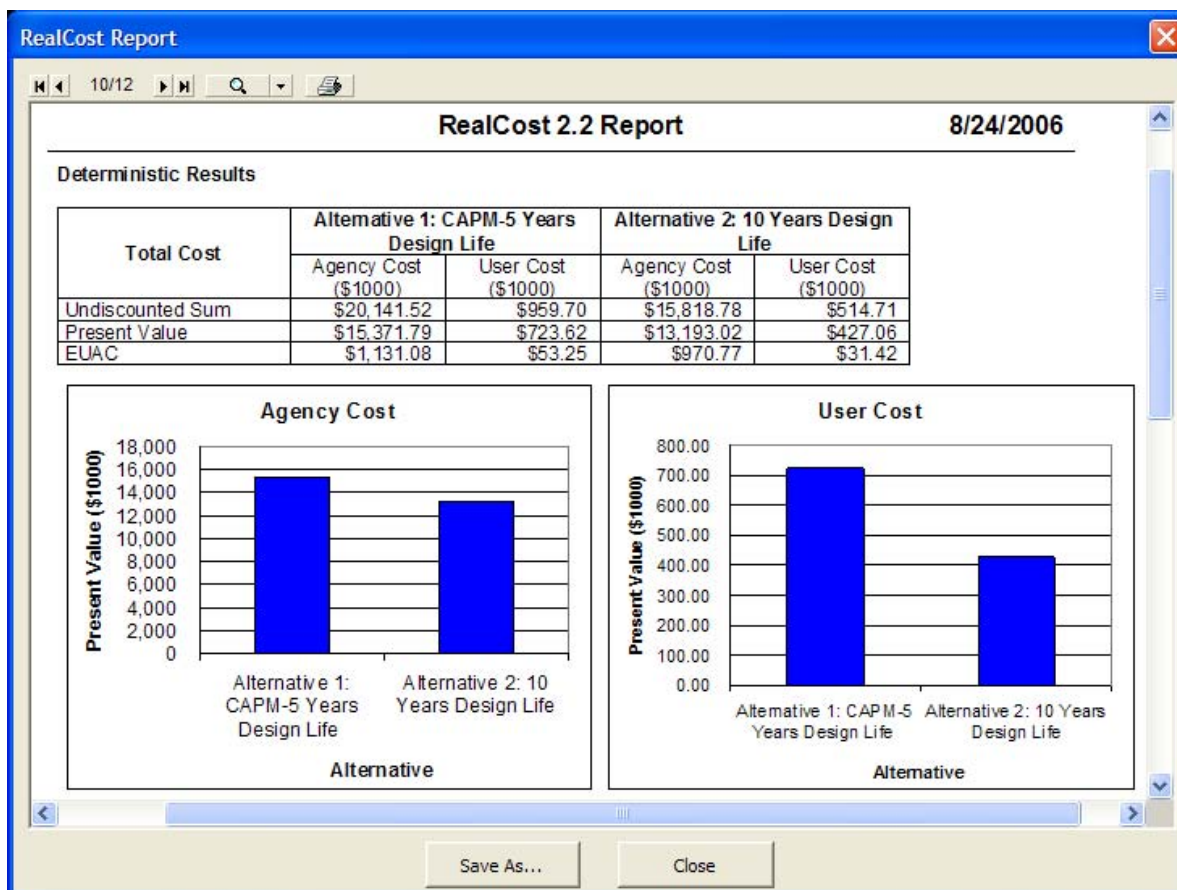 RealCost Report
10/12
RealCost 2.2 Report 8/24/2006
Deterministic Results
Total Cost
Alternative 1: CAPM-5 Years
Design Life
Alternative 2: 10 Years Design
Life
Agency Cost
($1000)
User Cost
($1000)
Agency Cost
($1000)
User Cost
($1000)
Undiscounted Sum $20,141.52 $959.70 $15,818.78 $514.71
Present Value $15,371.79 $723.62 $13,193.02 $427.06
EUAC $1,131.08 $53.25 $970.77 $31.42
Agency Cost
Present Value ($1000)
18,000
16,000
14,000
12,000
10,000
8,000
6,000
4,000
2,000
0
Alternative 1:
CAPM-5 Years
Design Life
Alternative 2: 10
Years Design Life
Alternative
User Cost
Present Value ($1000)
800.00
700.00
600.00
500.00
400.00
300.00
200.00
100.00
0.00
Alternative 1: CAPM-5
Years Design Life
Alternative 2: 10 Years
Design Life
Alternative
Save As...
Close